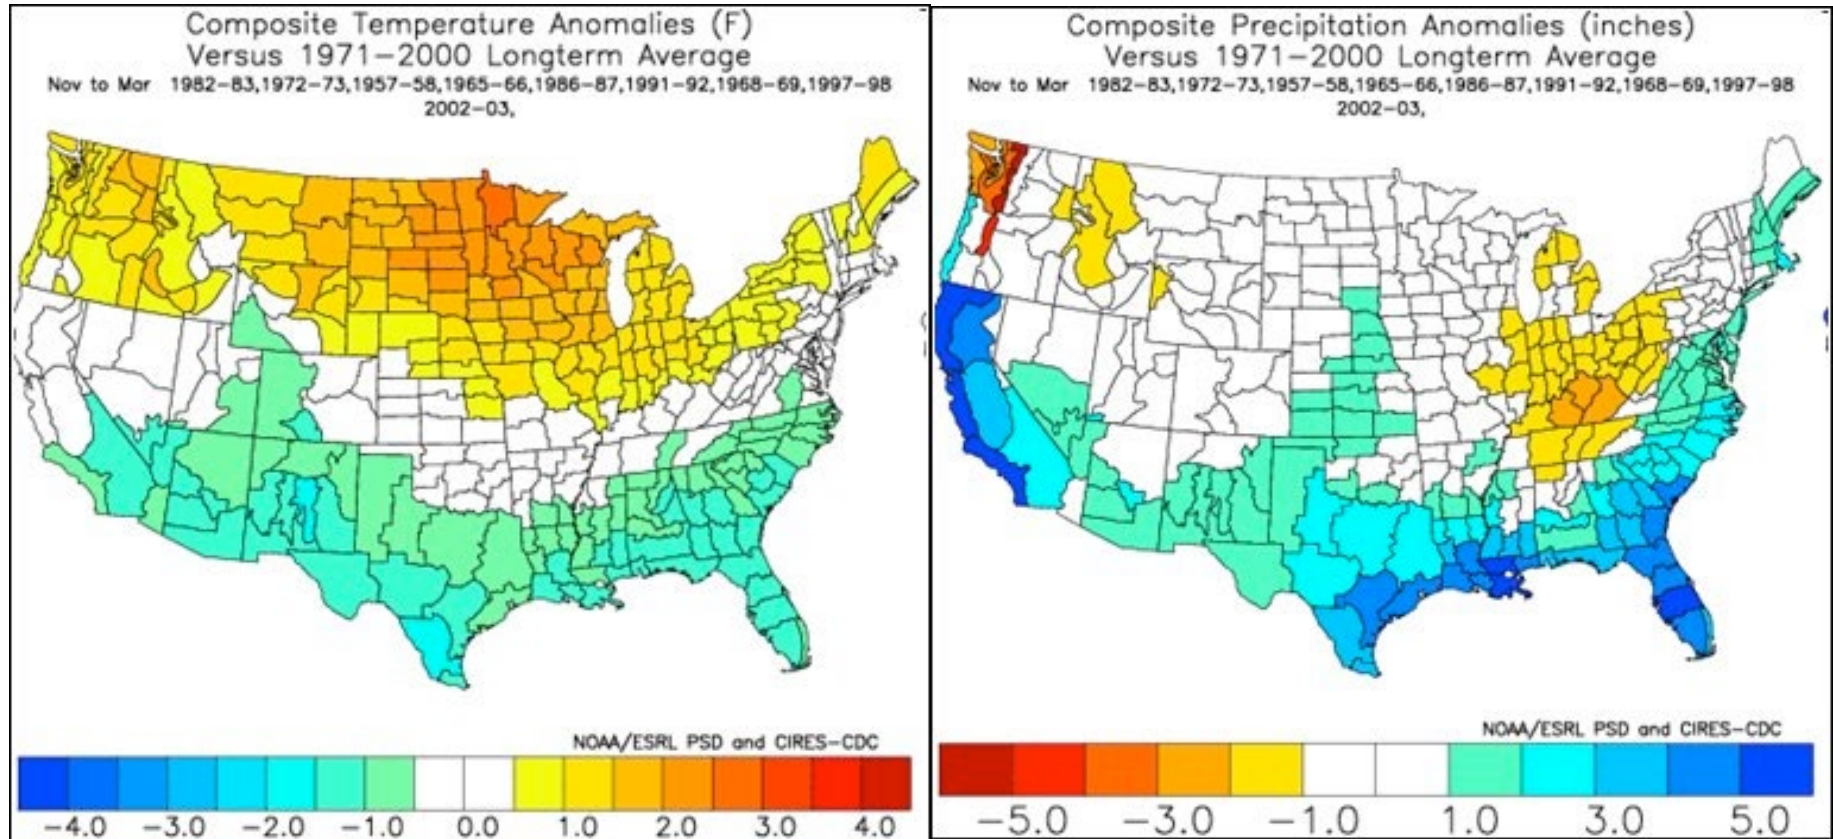 Composite Temperature Anomalies (F)
Versus 1971-2000 Longterm Average
Nov to Mar 1982-83,1972-73,1957-58,1965-66,1986-87,1991-92,1968-69,1997-98
2002-03,
NOAA/ESRL PSD and CIRES-CDC
-4.0 -3.0 -2.0 -1.0 0.0 1.0 2.0 3.0 4.0
Composite Precipitation Anomalies (inches)
Versus 1971-2000 Longterm Average
Nov to Mar 1982-83,1972-73,1957-58,1965-66,1986-87,1991-92,1968-69,1997-98
2002-03,
NOAA/ESRL PSD and CIRES-CDC
-5.0 -3.0 -1.0 1.0 3.0 5.0